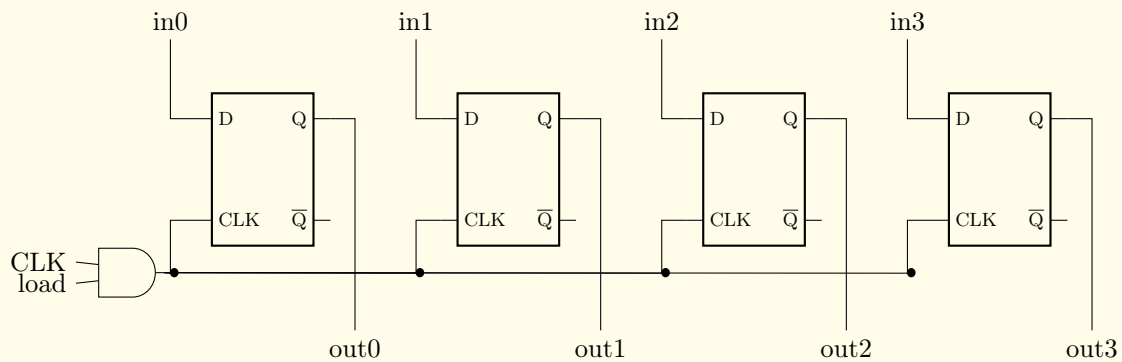 in0 in1 in2 in3
D Q D Q D Q D Q
CLK Q̅ CLK Q̅ CLK Q̅ CLK Q̅
CLK
load
out0 out1 out2 out3